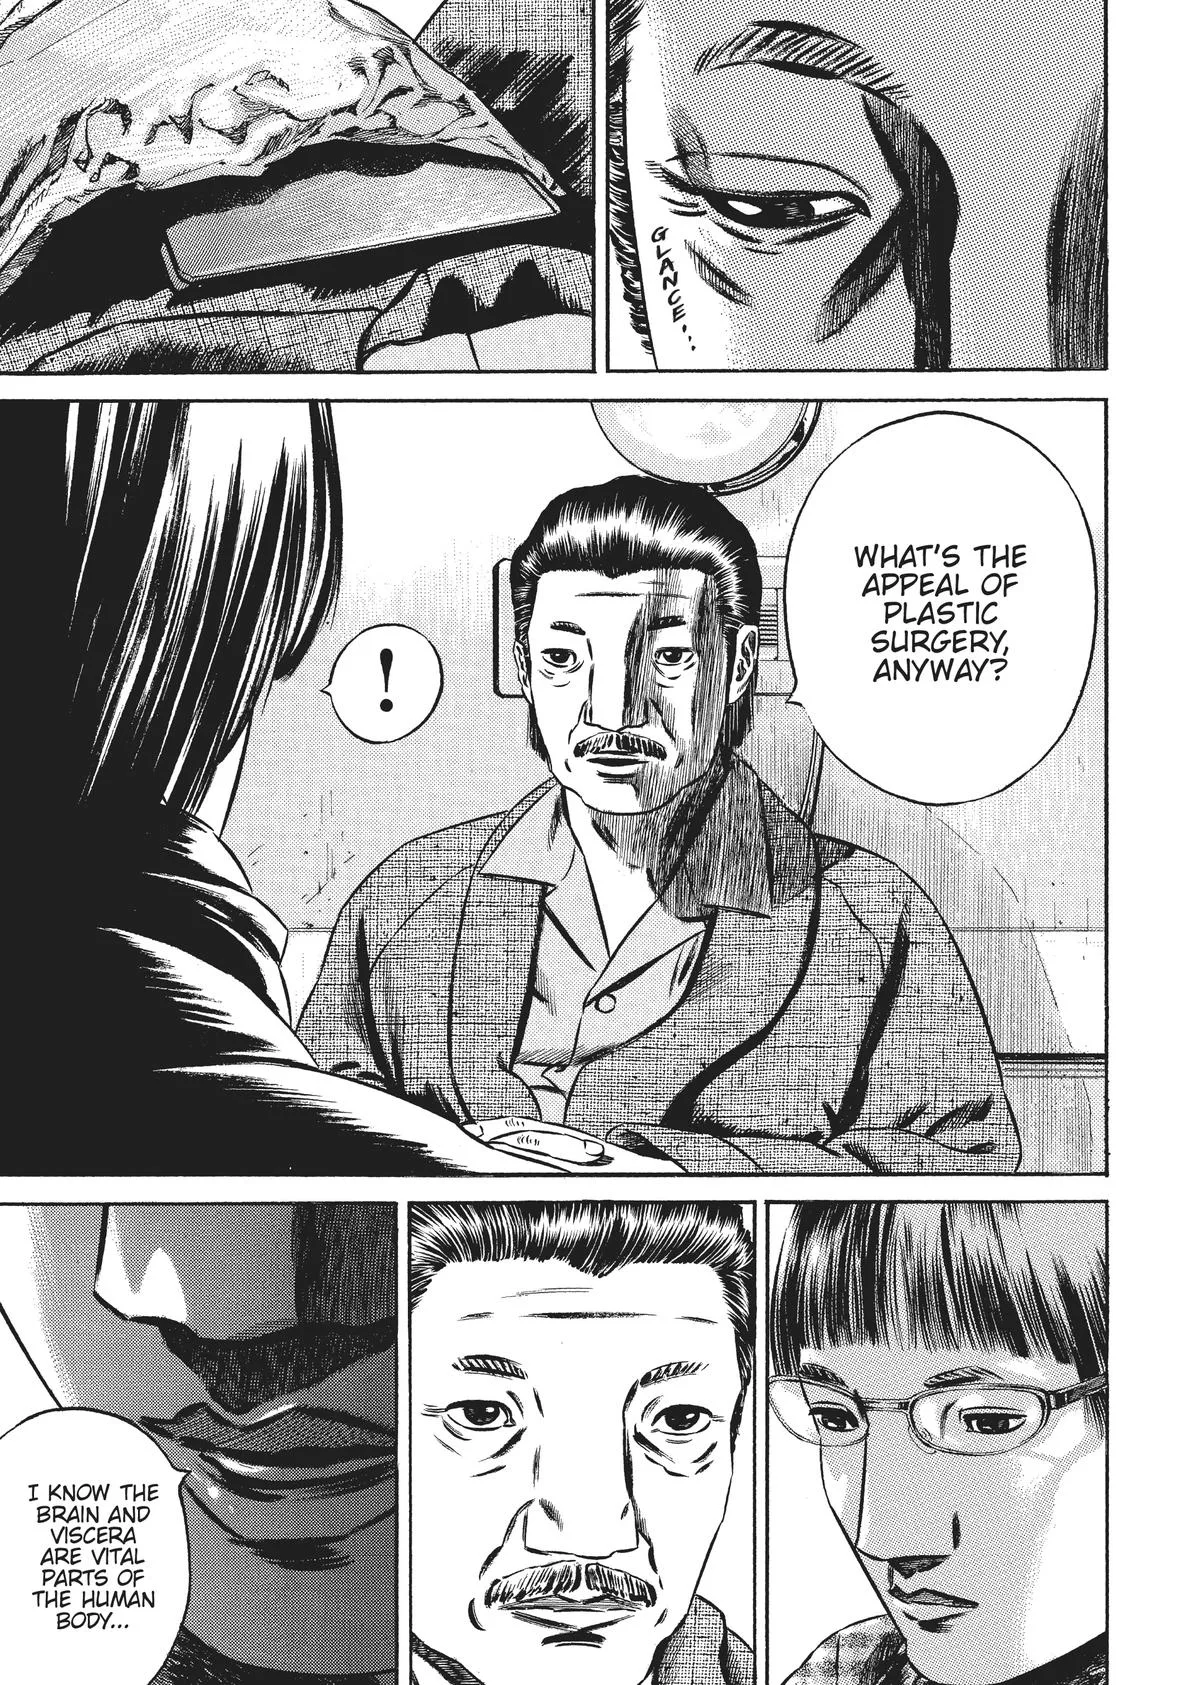 GLANCE...
WHAT'S THE
APPEAL OF
PLASTIC
SURGERY,
ANYWAY?
!
I KNOW THE
BRAIN AND
VISCERA
ARE VITAL
PARTS OF
THE HUMAN
BODY...